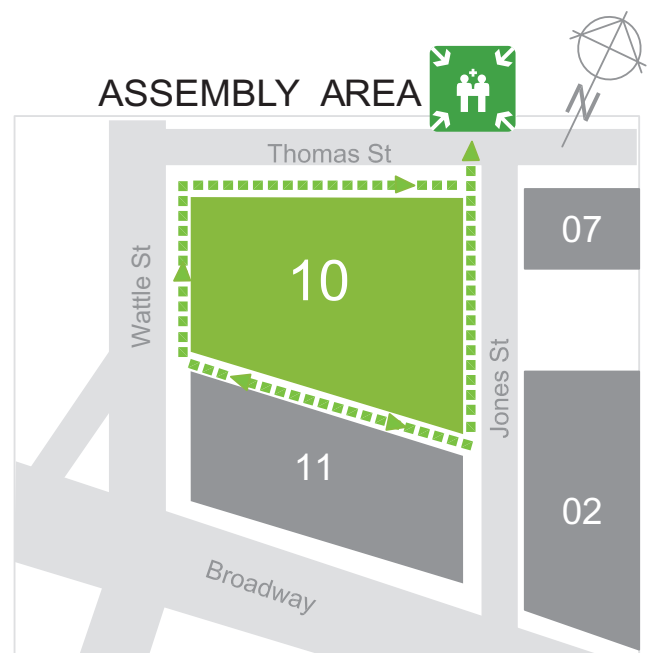 ASSEMBLY AREA
N
Thomas St
07
10
Wattle St
Jones St
11
02
Broadway